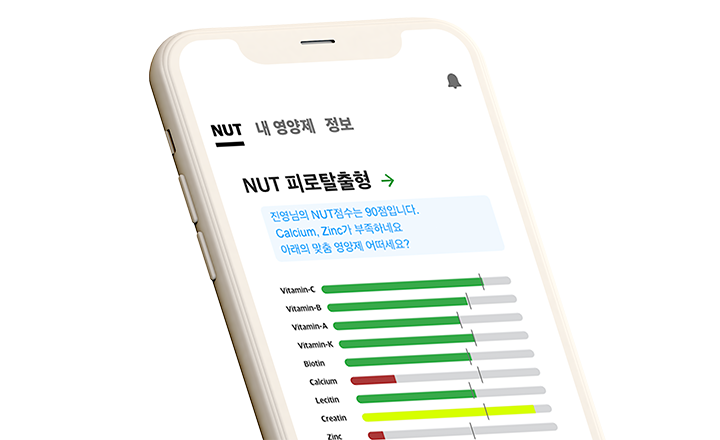 NUT 내 영양제 정보
NUT 피로탈출형 →
진영님의 NUT점수는 90점입니다.
Calcium, Zinc가 부족하네요
아래의 맞춤 영양제 어떠세요?
Vitamin-C
Vitamin-B
Vitamin-A
Vitamin-K
Biotin
Calcium
Lecitin
Creatin
Zinc